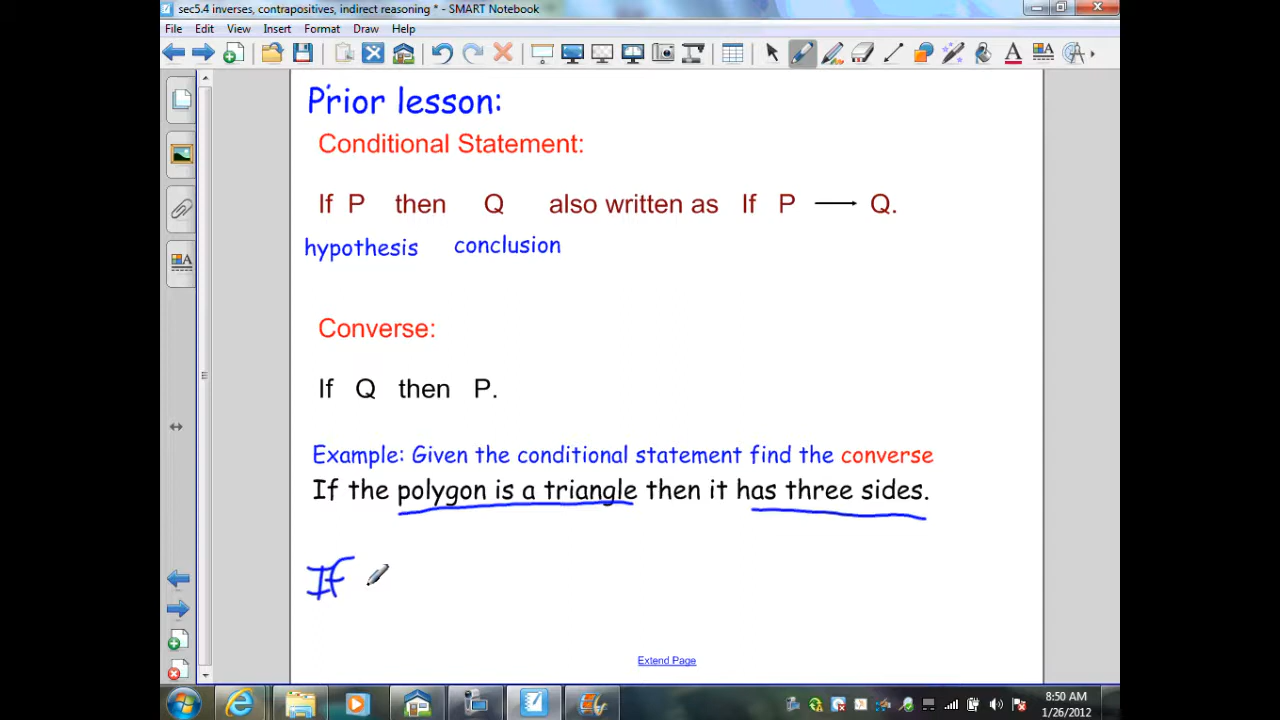 sec5.4 inverses, contrapositives, indirect reasoning * - SMART Notebook
File Edit View Insert Format Draw Help
Prior lesson:
Conditional Statement:
If P then Q also written as If P ⟶ Q.
hypothesis conclusion
Converse:
If Q then P.
Example: Given the conditional statement find the converse
If the polygon is a triangle then it has three sides.
If
Extend Page
8:50 AM
1/26/2012